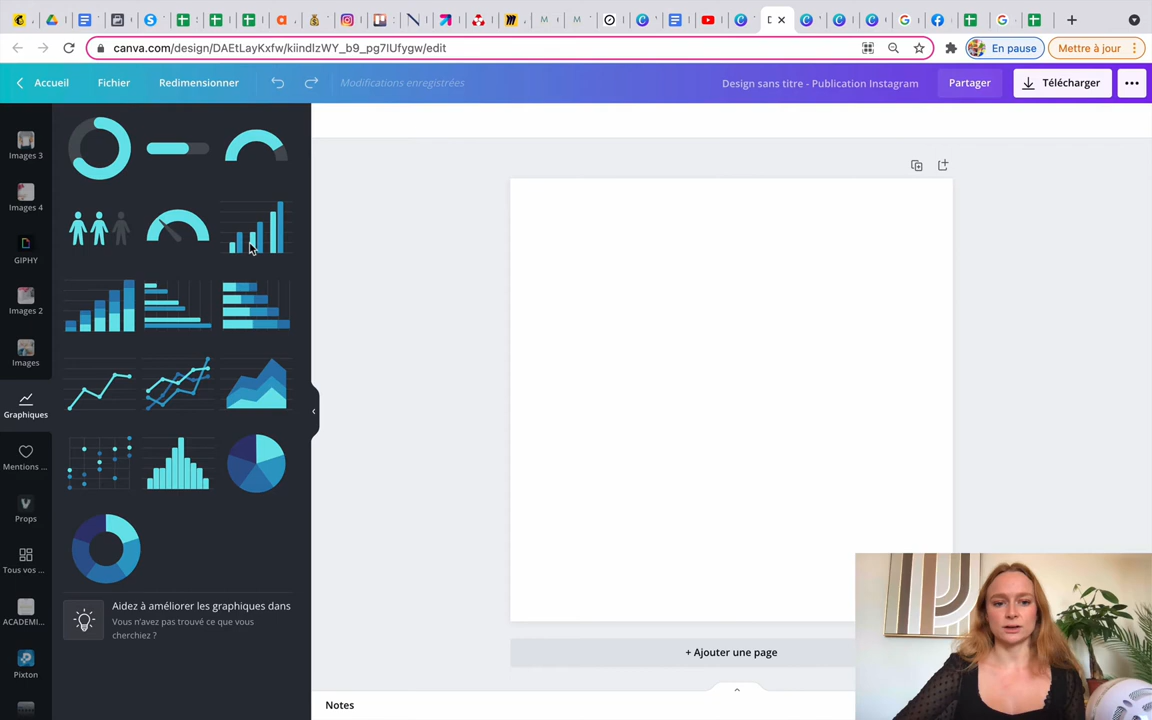 canva.com/design/DAEtLayKxfw/kiindIzWY_b9_pg7IUfygw/edit
En pause
Mettre à jour
Accueil
Fichier
Redimensionner
Modifications enregistrées
Design sans titre - Publication Instagram
Partager
Télécharger
Images 3
Images 4
GIPHY
Images 2
Images
Graphiques
Mentions ...
Props
Tous vos ...
ACADEMI...
Pixton
Aidez à améliorer les graphiques dans
Vous n'avez pas trouvé ce que vous
cherchiez ?
+ Ajouter une page
Notes